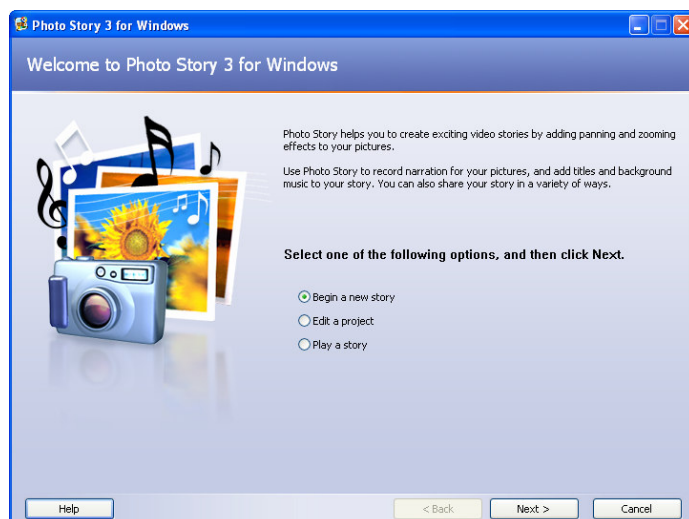 Photo Story 3 for Windows
Welcome to Photo Story 3 for Windows
Photo Story helps you to create exciting video stories by adding panning and zooming
effects to your pictures.
Use Photo Story to record narration for your pictures, and add titles and background
music to your story. You can also share your story in a variety of ways.
Select one of the following options, and then click Next.
Begin a new story
Edit a project
Play a story
Help
< Back
Next >
Cancel